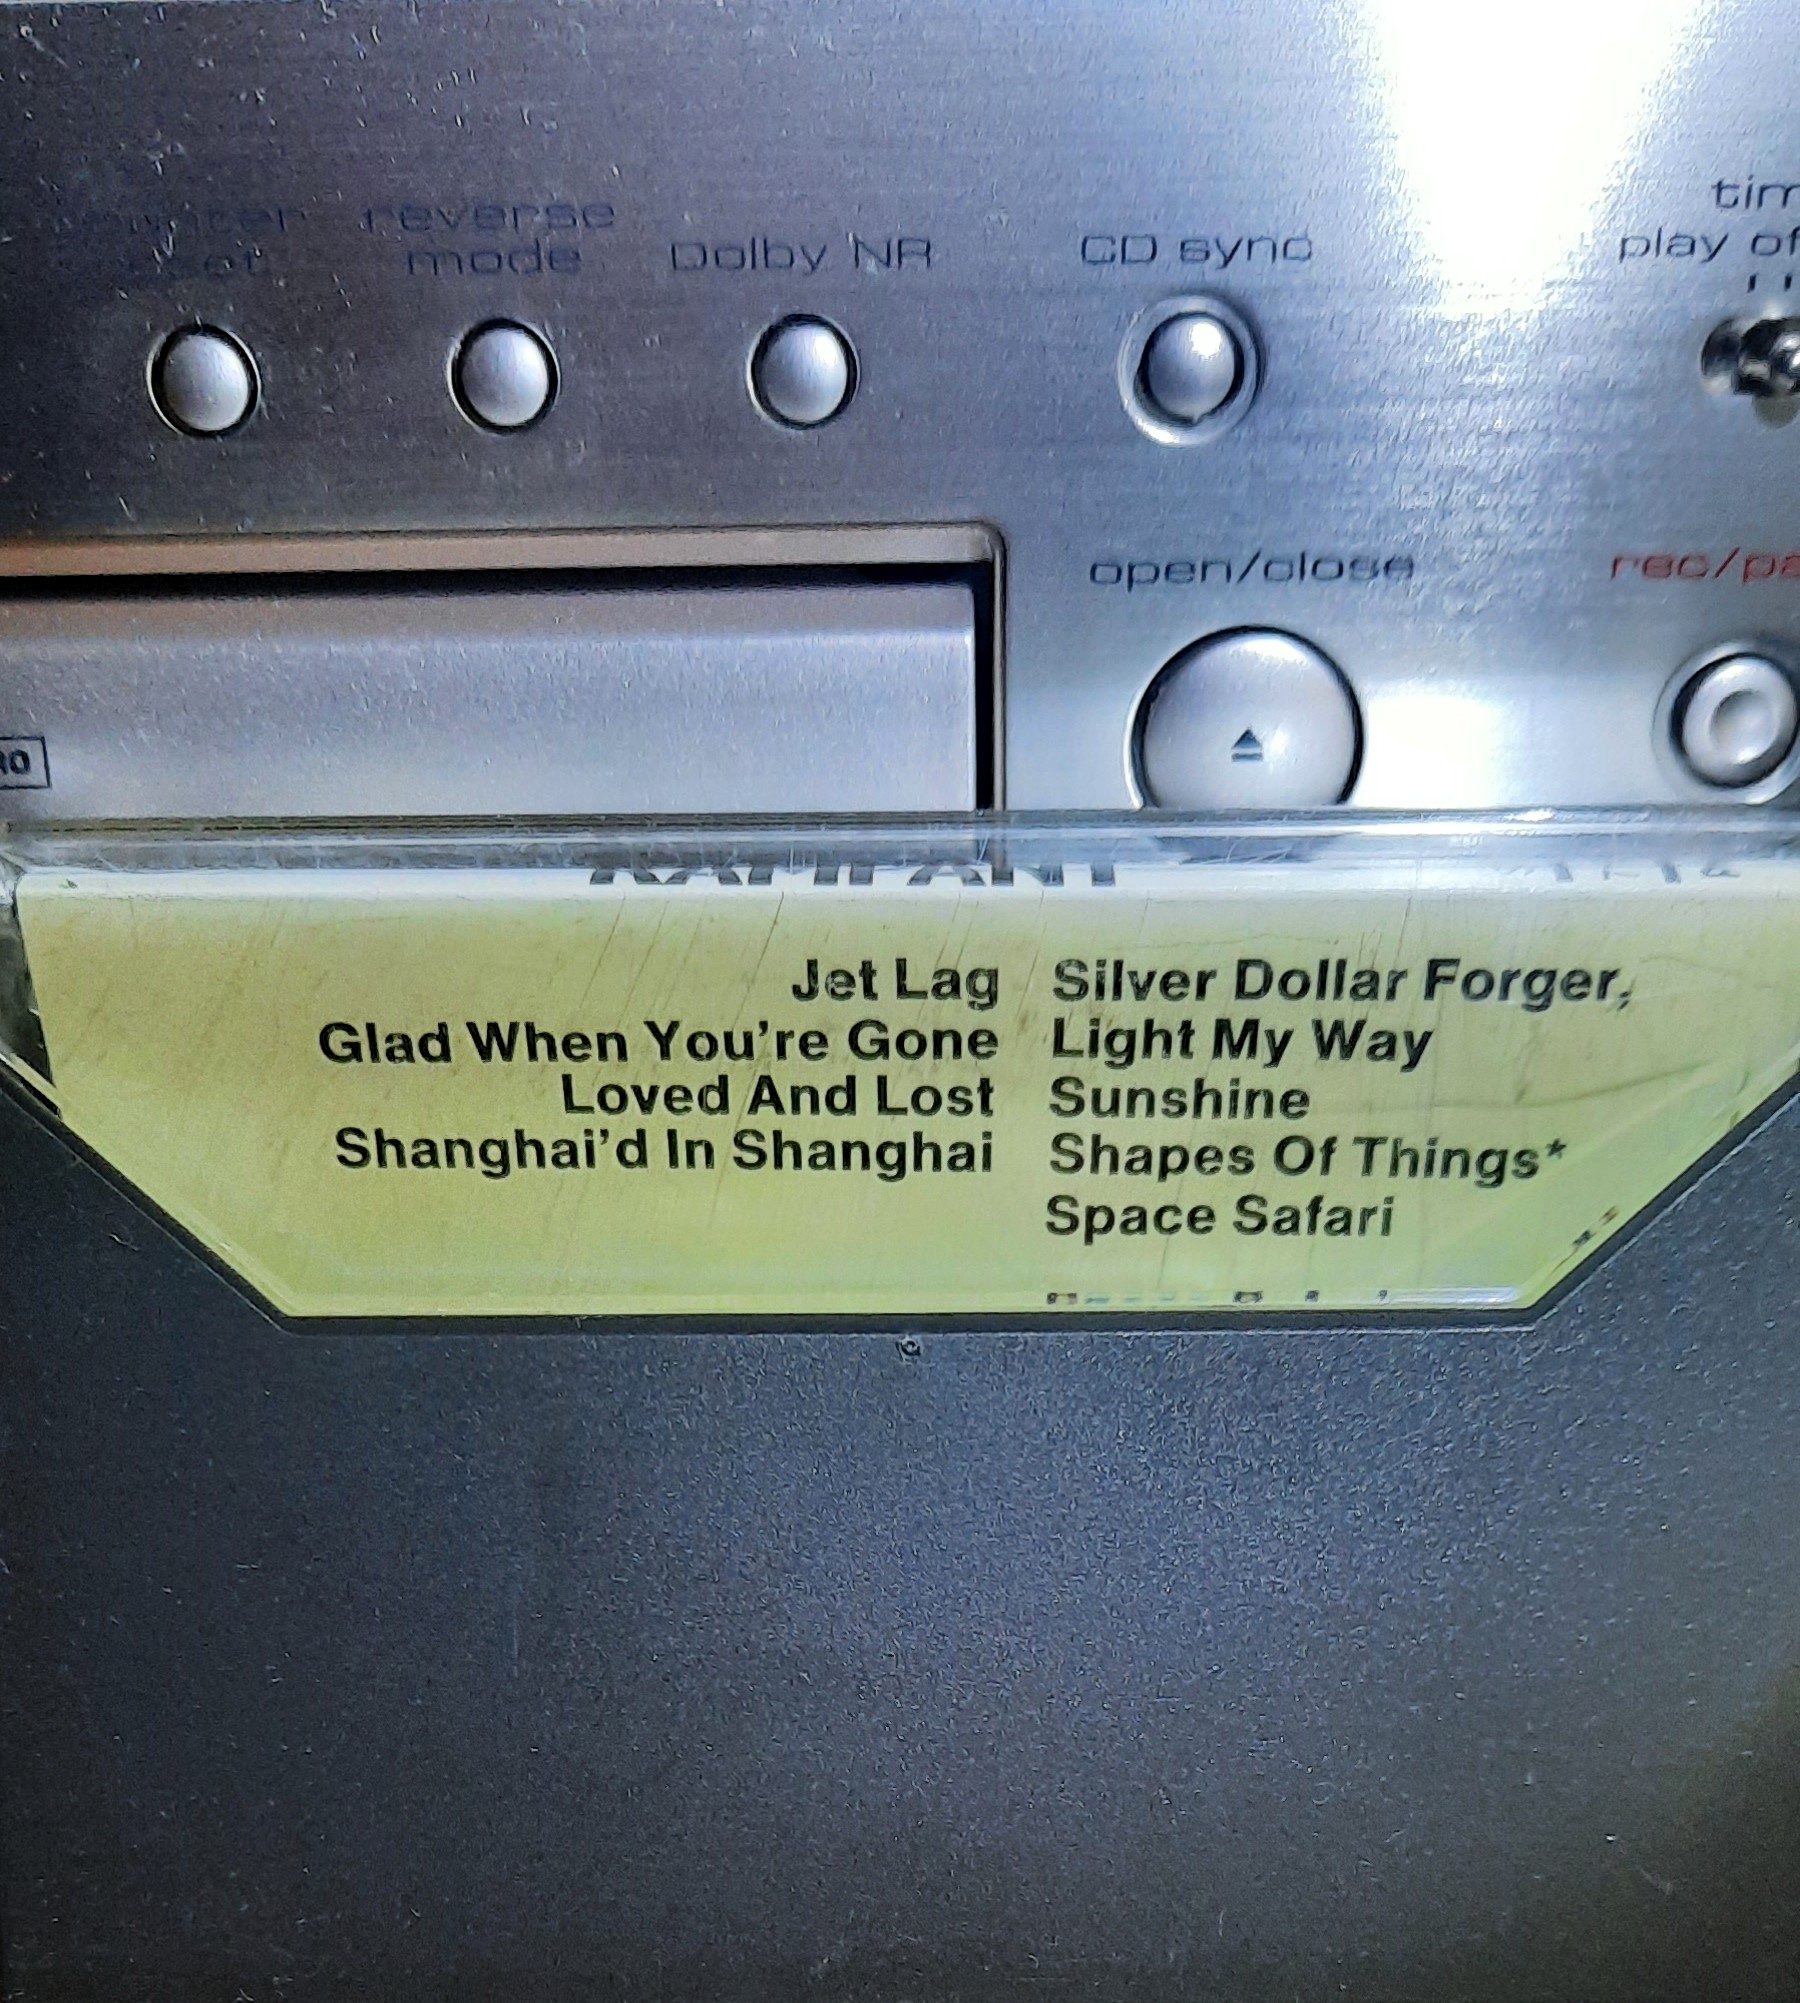 reverse
mode
Dolby NR
CD sync
play
open/close
RAMPANT
Jet Lag
Glad When You're Gone
Loved And Lost
Shanghai'd In Shanghai
Silver Dollar Forger,
Light My Way
Sunshine
Shapes Of Things*
Space Safari